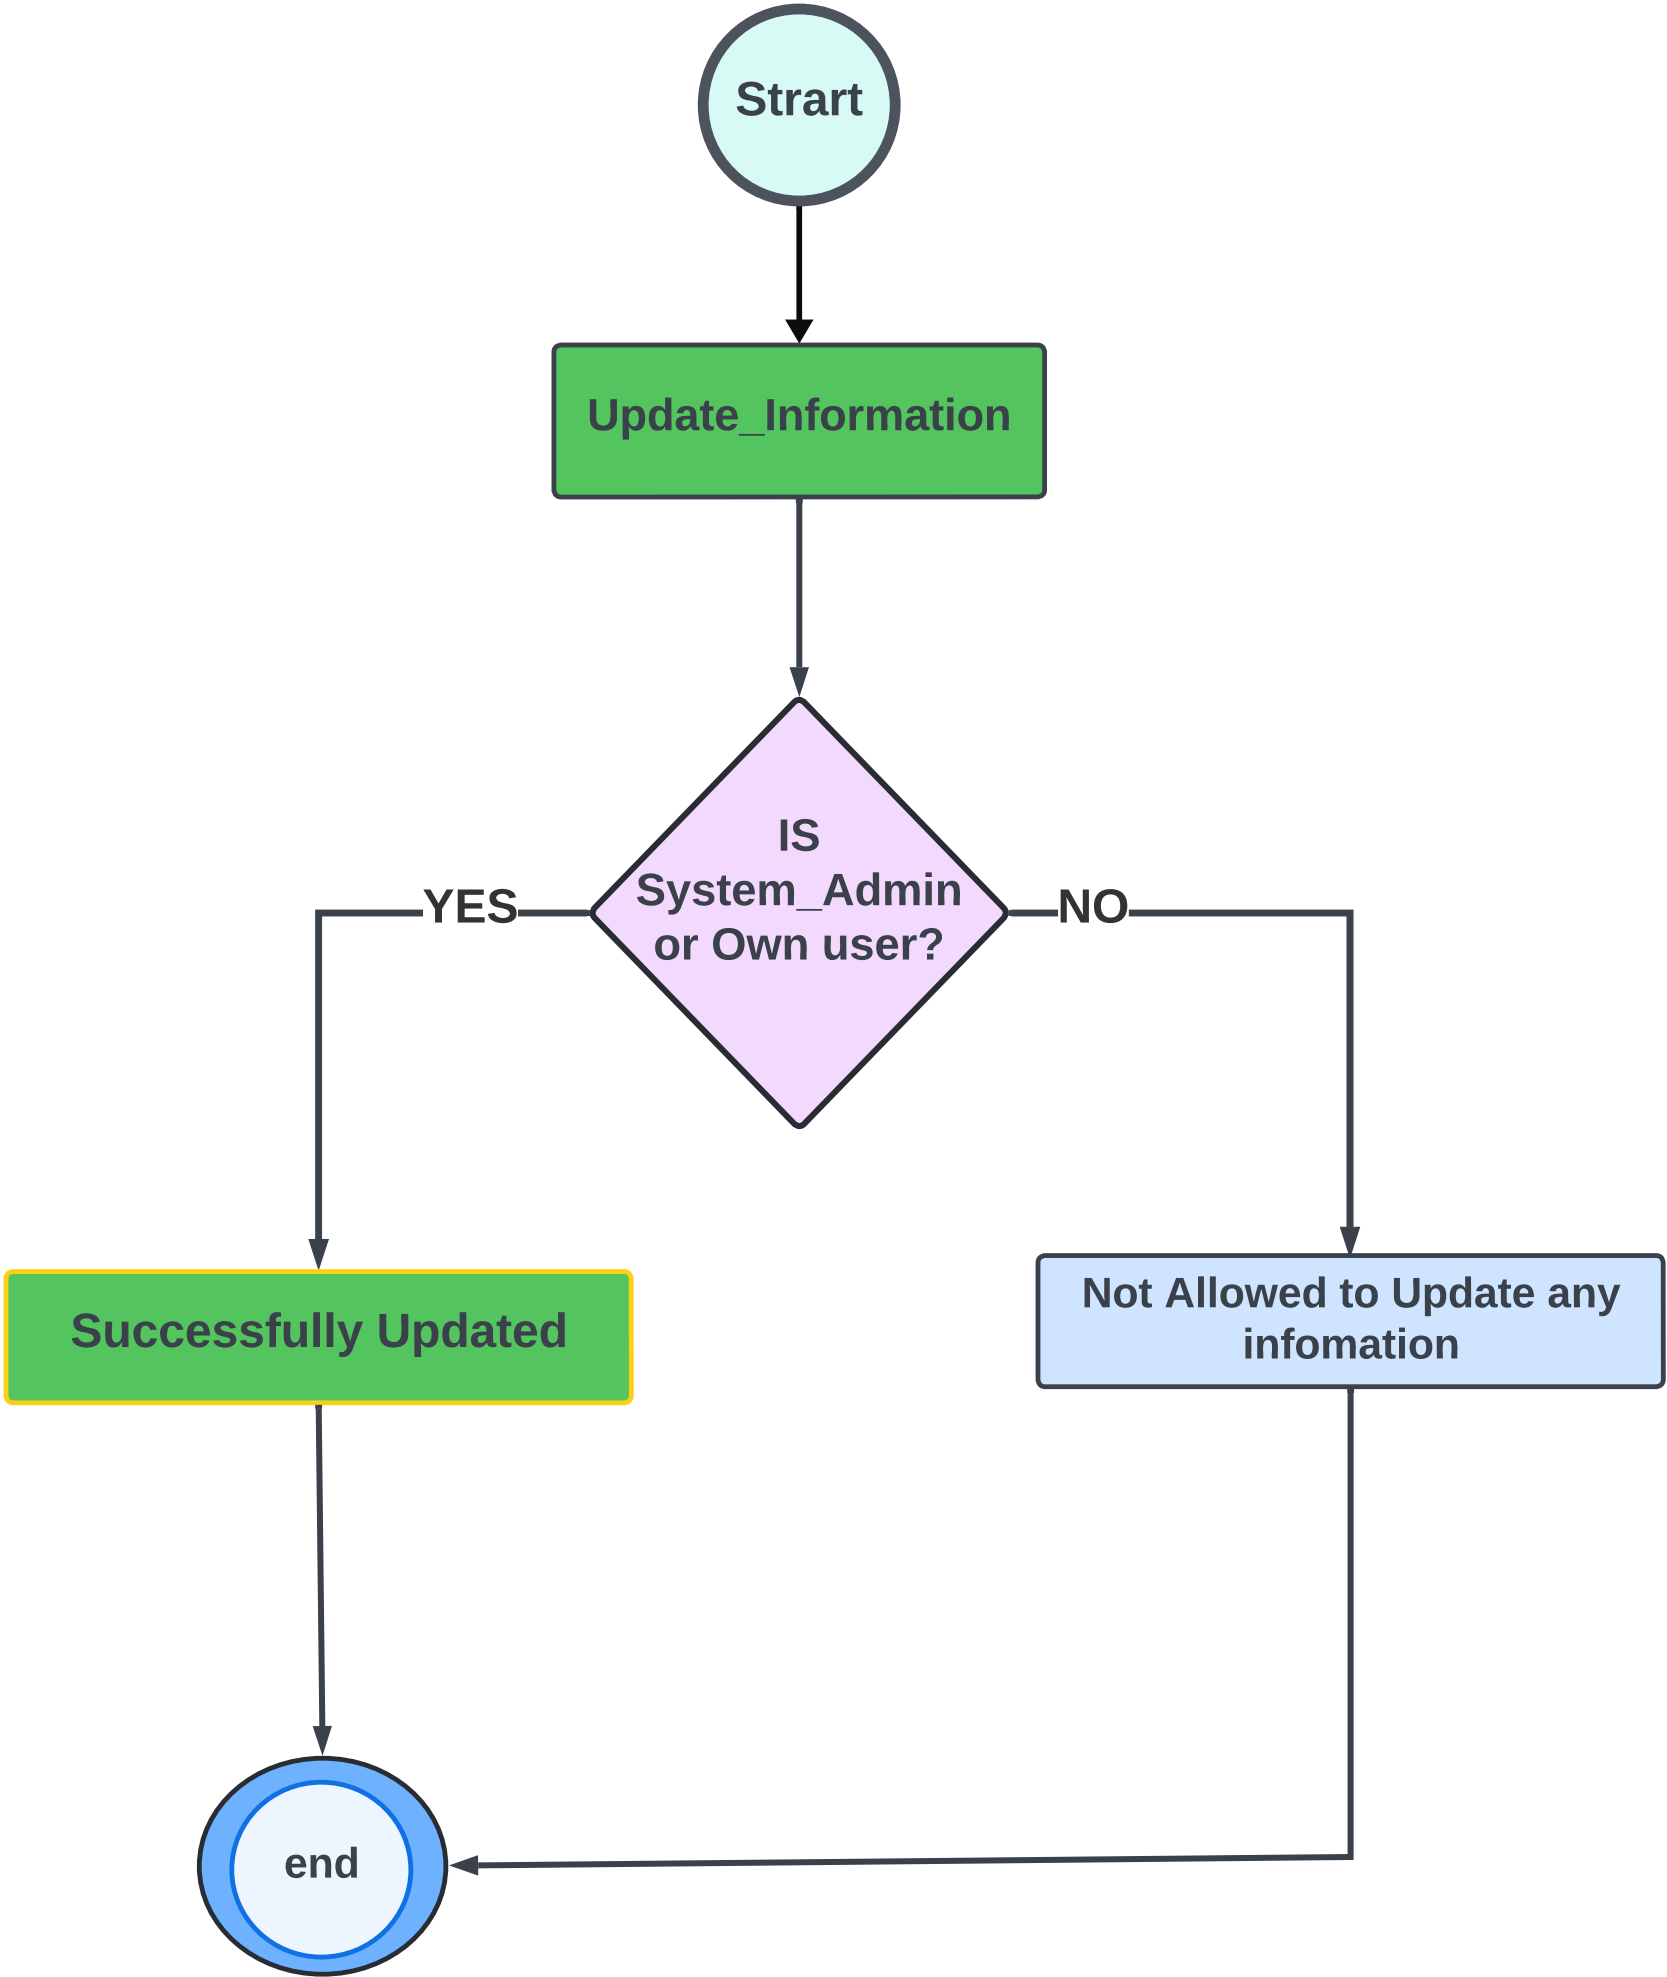 Strart
Update_Information
IS
System_Admin
or Own user?
YES
NO
Successfully Updated
Not Allowed to Update any
infomation
end